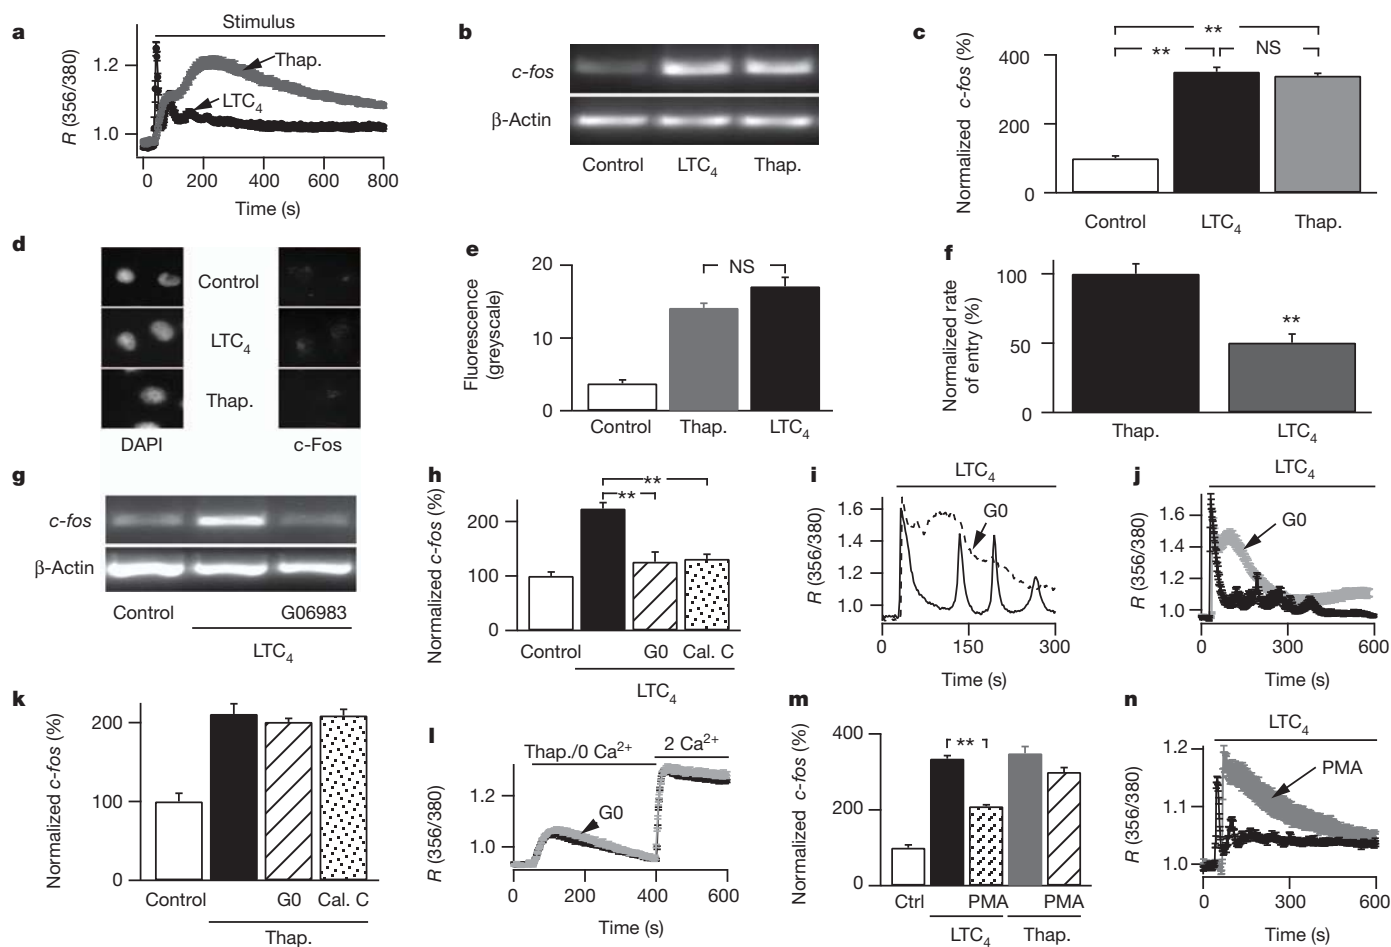 a
Stimulus
R (356/380)
1.2
1.0
Thap.
LTC4
0 200 400 600 800
Time (s)
b
c-fos
β-Actin
Control LTC4 Thap.
c
Normalized c-fos (%)
400
200
0
** 
** NS
Control LTC4 Thap.
d
Control
LTC4
Thap.
DAPI c-Fos
e
Fluorescence
(greyscale)
20
10
0
NS
Control Thap. LTC4
f
Normalized rate
of entry (%)
100
50
0
**
Thap. LTC4
g
c-fos
β-Actin
Control G06983
LTC4
h
Normalized c-fos (%)
200
100
0
**
**
Control G0 Cal. C
LTC4
i
LTC4
R (356/380)
1.6
1.4
1.2
1.0
G0
0 150 300
Time (s)
j
LTC4
R (356/380)
1.6
1.4
1.2
1.0
G0
0 300 600
Time (s)
k
Normalized c-fos (%)
200
100
0
Control G0 Cal. C
Thap.
l
Thap./0 Ca2+ 2 Ca2+
R (356/380)
1.2
1.0
G0
0 200 400 600
Time (s)
m
Normalized c-fos (%)
400
200
0
**
Ctrl PMA PMA
LTC4 Thap.
n
LTC4
R (356/380)
1.2
1.1
1.0
PMA
0 300 600
Time (s)